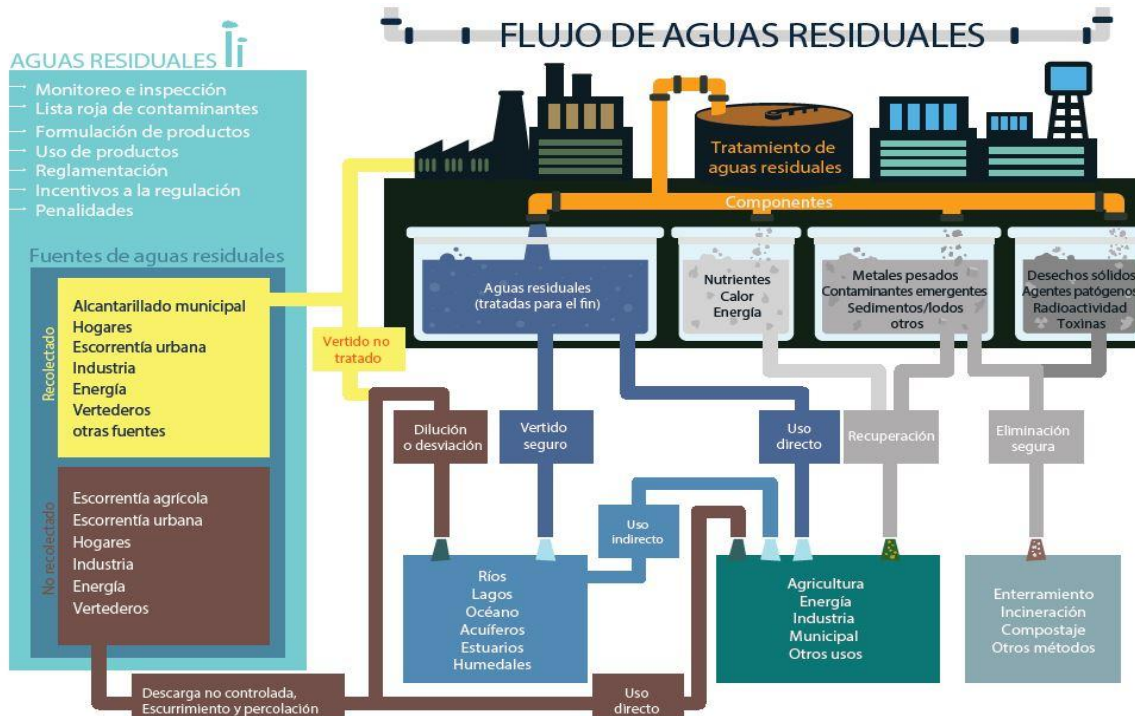 FLUJO DE AGUAS RESIDUALES
AGUAS RESIDUALES
Monitoreo e inspección
Lista roja de contaminantes
Formulación de productos
Uso de productos
Reglamentación
Incentivos a la regulación
Penalidades
Fuentes de aguas residuales
Recolectado
Alcantarillado municipal
Hogares
Escorrentía urbana
Industria
Energía
Vertederos
otras fuentes
No recolectado
Escorrentía agrícola
Escorrentía urbana
Hogares
Industria
Energía
Vertederos
Tratamiento de
aguas residuales
Componentes
Aguas residuales
(tratadas para el fin)
Nutrientes
Calor
Energía
Metales pesados
Contaminantes emergentes
Sedimentos/lodos
otros
Desechos sólidos
Agentes patógenos
Radioactividad
Toxinas
Vertido no
tratado
Dilución
o desviación
Vertido
seguro
Uso
directo
Recuperación
Eliminación
segura
Uso
indirecto
Ríos
Lagos
Océano
Acuíferos
Estuarios
Humedales
Agricultura
Energía
Industria
Municipal
Otros usos
Enterramiento
Incineración
Compostaje
Otros métodos
Descarga no controlada,
Escurrimiento y percolación
Uso
directo